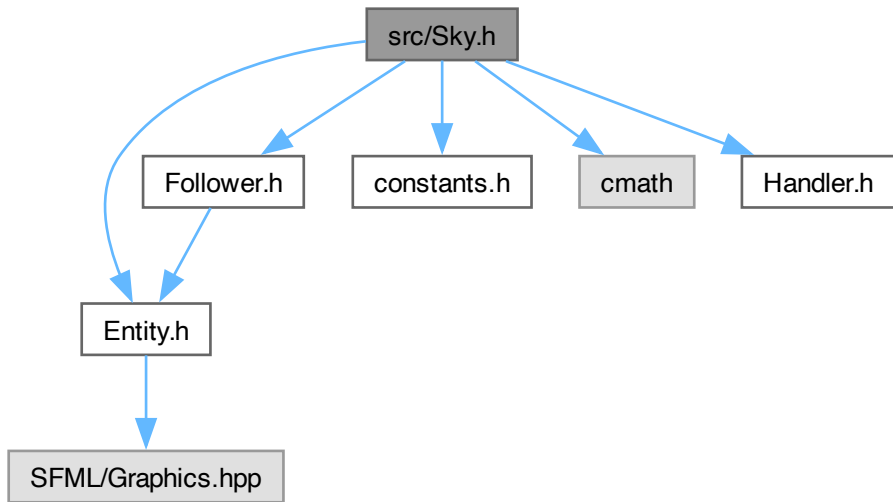 src/Sky.h
Follower.h
constants.h
cmath
Handler.h
Entity.h
SFML/Graphics.hpp